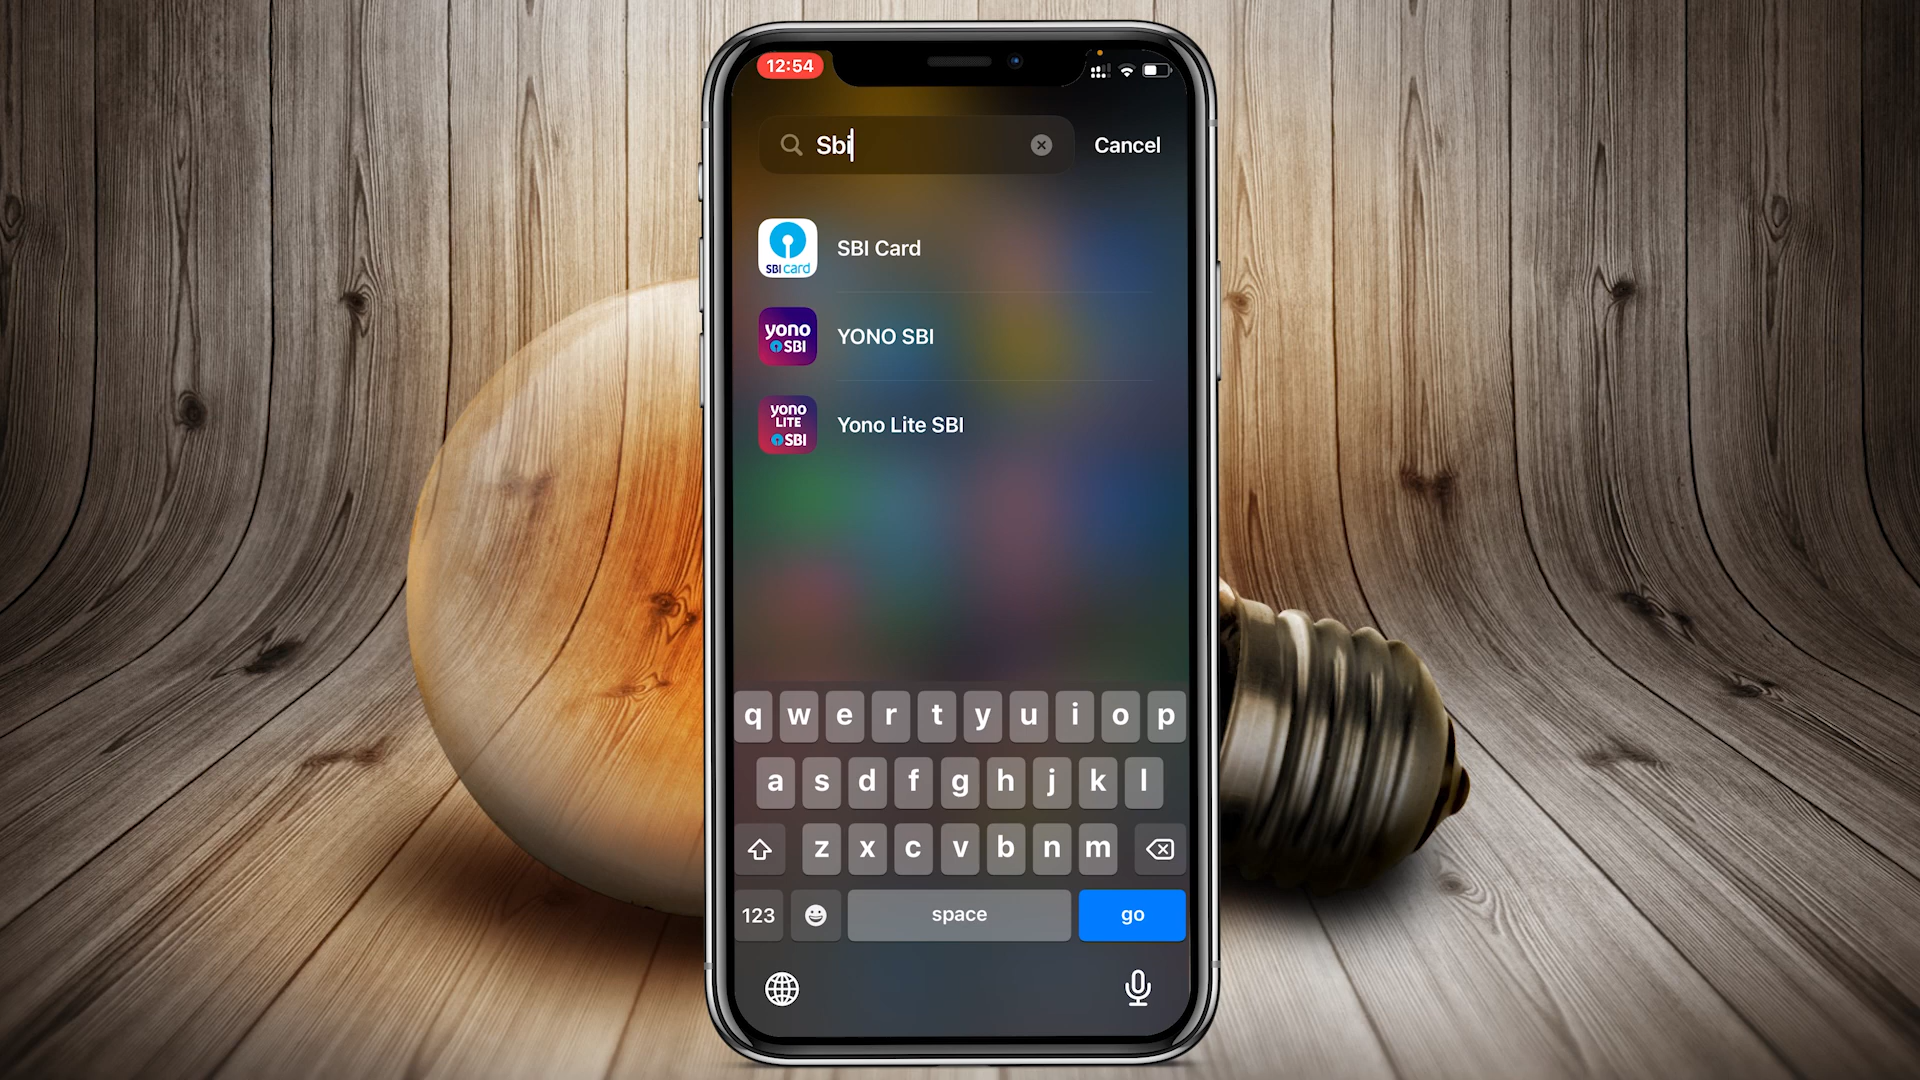 12:54
Sbi
Cancel
SBI card
SBI Card
yono
SBI
YONO SBI
yono
LITE
SBI
Yono Lite SBI
q w e r t y u i o p
a s d f g h j k l
z x c v b n m
123 space go